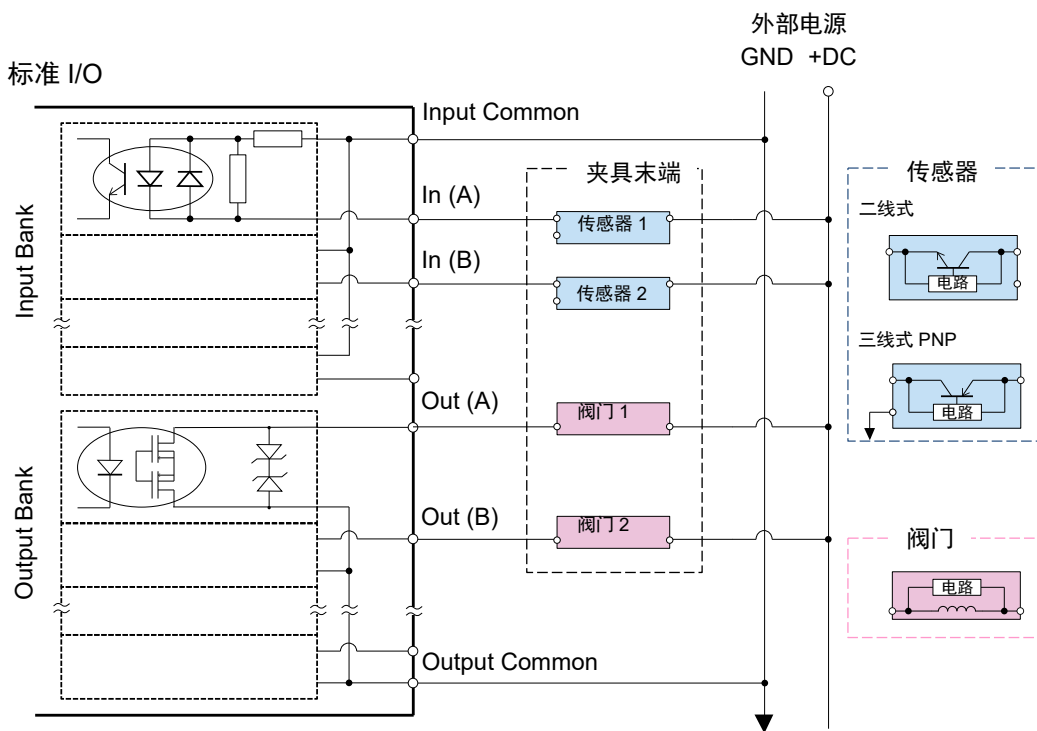 外部电源
GND +DC
标准 I/O
Input Common
In (A)
In (B)
Out (A)
Out (B)
Output Common
Input Bank
Output Bank
夹具末端
传感器 1
传感器 2
阀门 1
阀门 2
传感器
二线式
电路
三线式 PNP
电路
阀门
电路